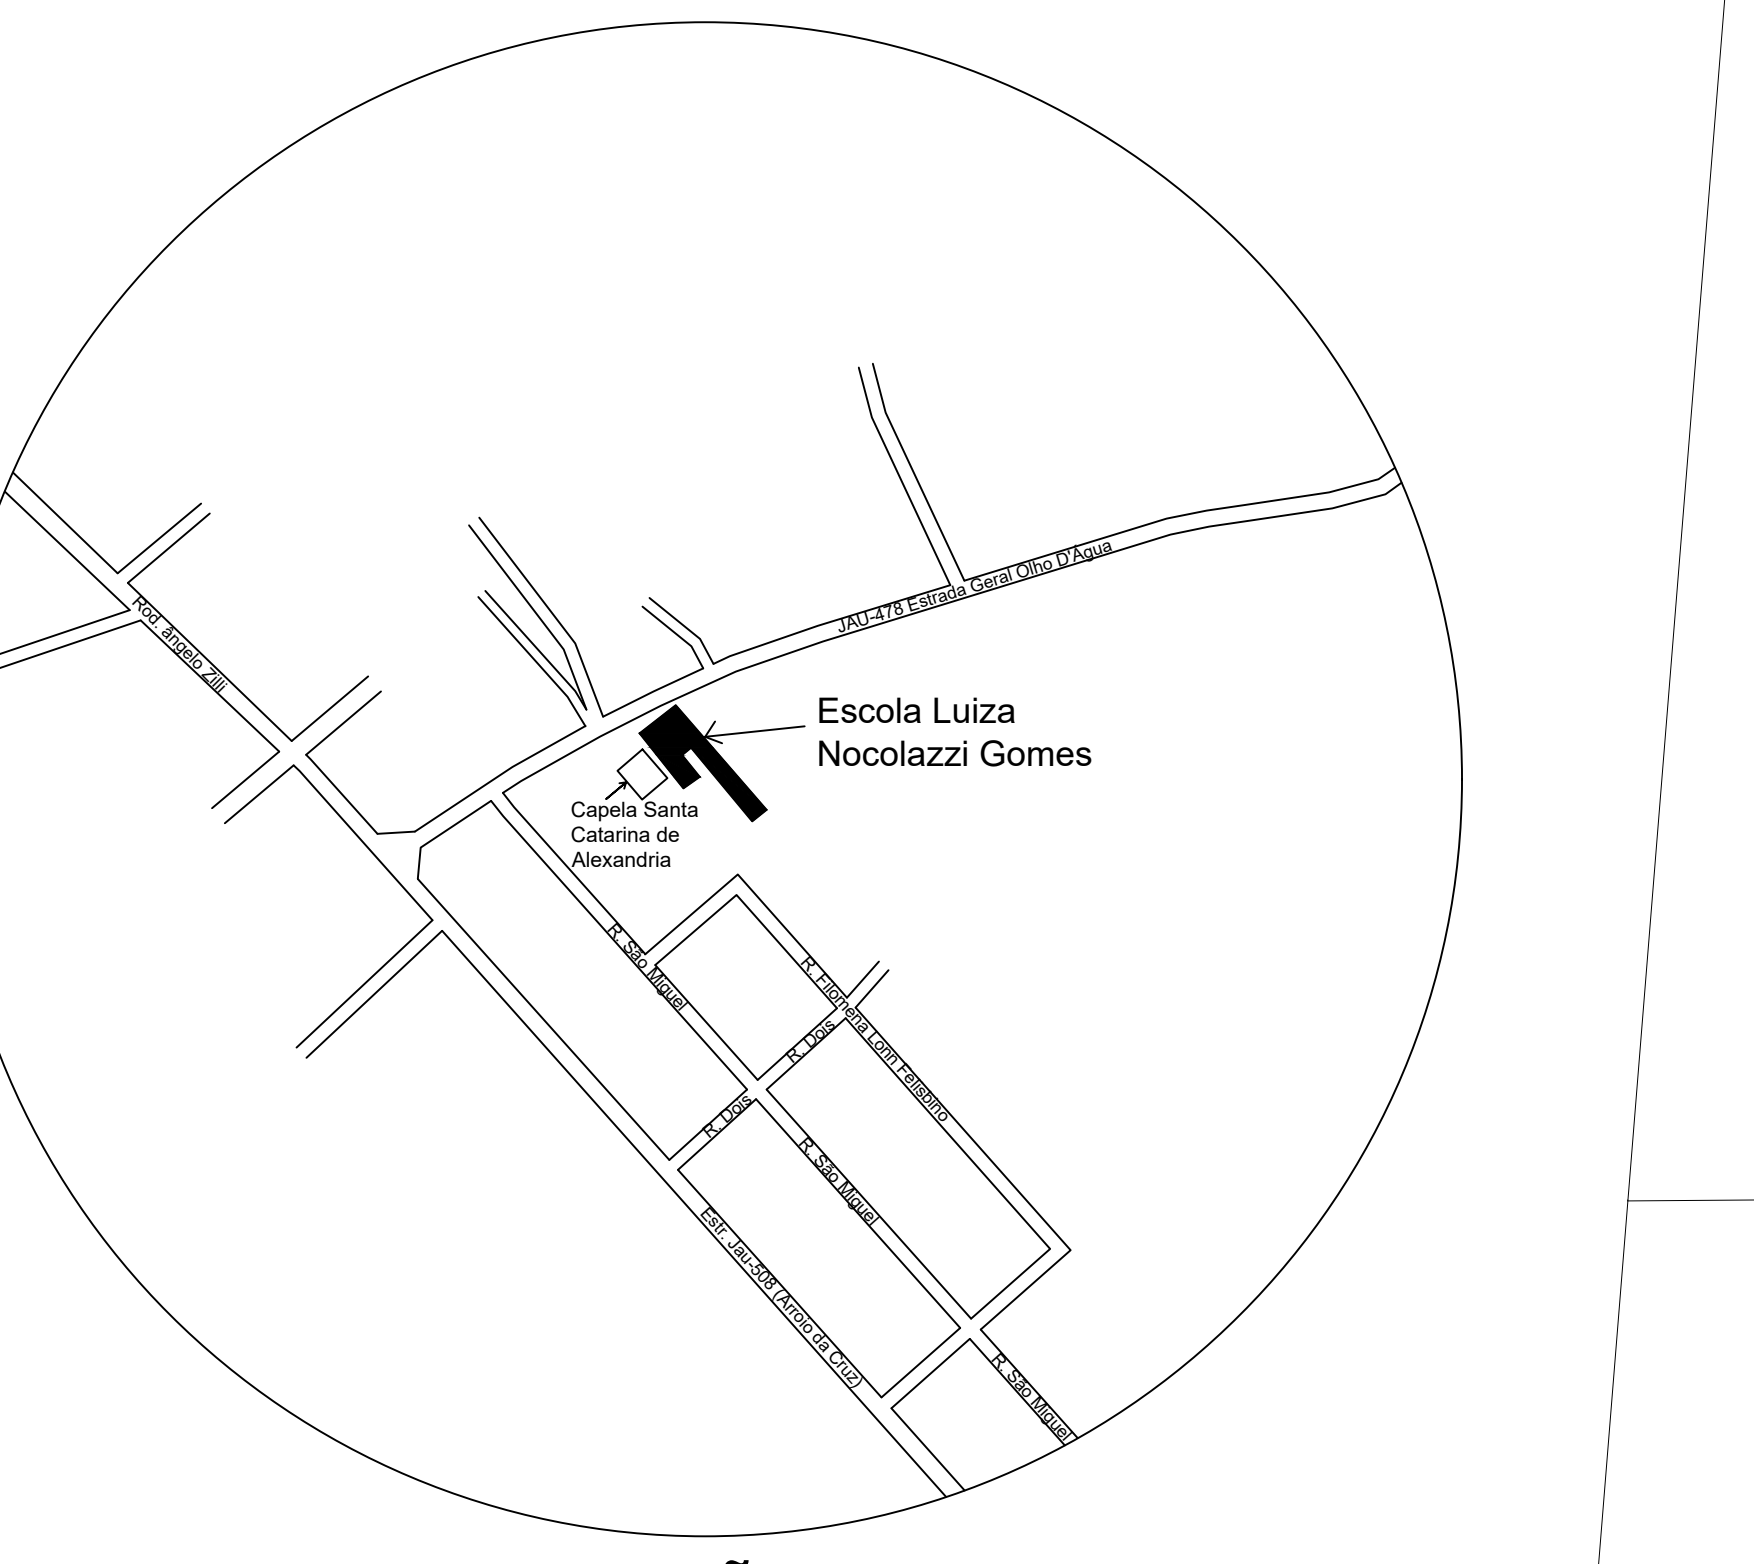 JAU-478 Estrada Geral Olho D'Água
Rod. ângelo Zilli
Escola Luiza
Nocolazzi Gomes
Capela Santa
Catarina de
Alexandria
R. São Miguel
R. Filomena Lonn Felisbino
R. Dois
R. Dois
R. São Miguel
Estr. Jau-508 (Arroio da Cruz)
R. São Miguel